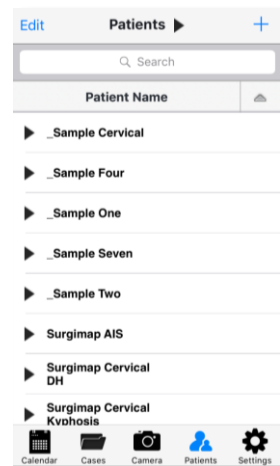 Edit Patients
Search
Patient Name
_Sample Cervical
_Sample Four
_Sample One
_Sample Seven
_Sample Two
Surgimap AIS
Surgimap Cervical
DH
Surgimap Cervical
Kyphosis
Calendar Cases Camera Patients Settings